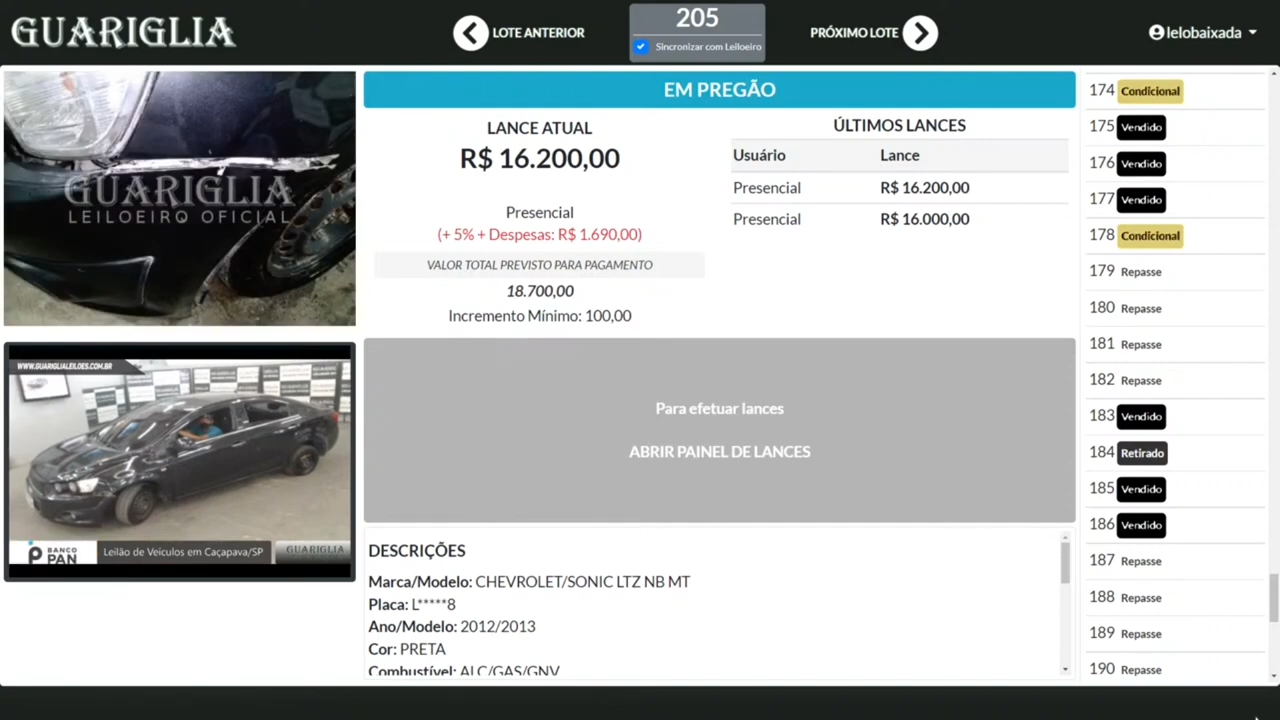 GUARIGLIA
LOTE ANTERIOR
205
Sincronizar com Leiloeiro
PRÓXIMO LOTE
lelobaixada
GUARIGLIA
LEILOEIRO OFICIAL
WWW.GUARIGLIALEILOES.COM.BR
BANCO
PAN
Leilão de Veiculos em Caçapava/SP
GUARIGLIA
EM PREGÃO
LANCE ATUAL
R$ 16.200,00
Presencial
(+ 5% + Despesas: R$ 1.690,00)
VALOR TOTAL PREVISTO PARA PAGAMENTO
18.700,00
Incremento Mínimo: 100,00
ÚLTIMOS LANCES
Usuário Lance
Presencial R$ 16.200,00
Presencial R$ 16.000,00
Para efetuar lances
ABRIR PAINEL DE LANCES
DESCRIÇÕES
Marca/Modelo: CHEVROLET/SONIC LTZ NB MT
Placa: L*****8
Ano/Modelo: 2012/2013
Cor: PRETA
Combustível: ALC/GAS/GNV
174 Condicional
175 Vendido
176 Vendido
177 Vendido
178 Condicional
179 Repasse
180 Repasse
181 Repasse
182 Repasse
183 Vendido
184 Retirado
185 Vendido
186 Vendido
187 Repasse
188 Repasse
189 Repasse
190 Repasse